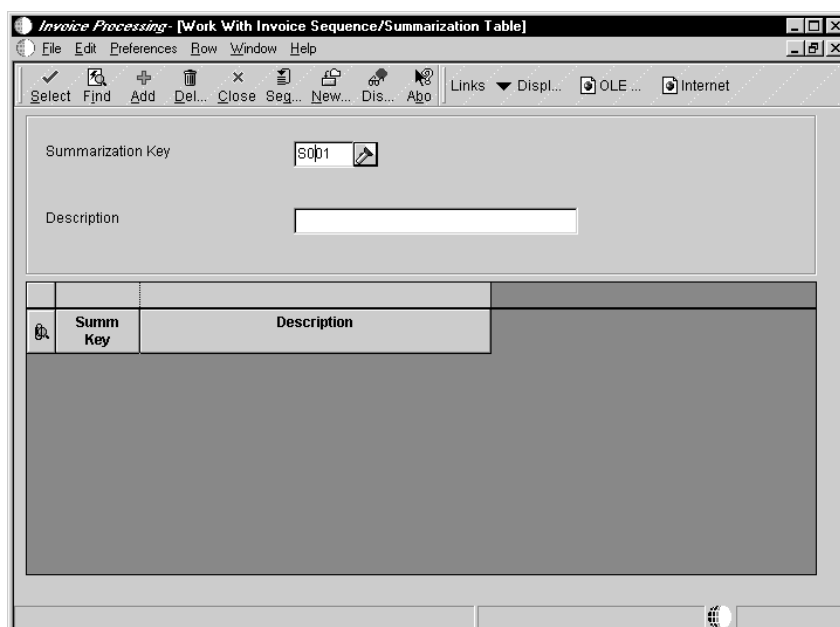 Invoice Processing - [Work With Invoice Sequence/Summarization Table]
File Edit Preferences Row Window Help
Select Find Add Del... Close Seq... New... Dis... Abo Links Displ... OLE ... Internet
Summarization Key S001
Description
Summ Key Description